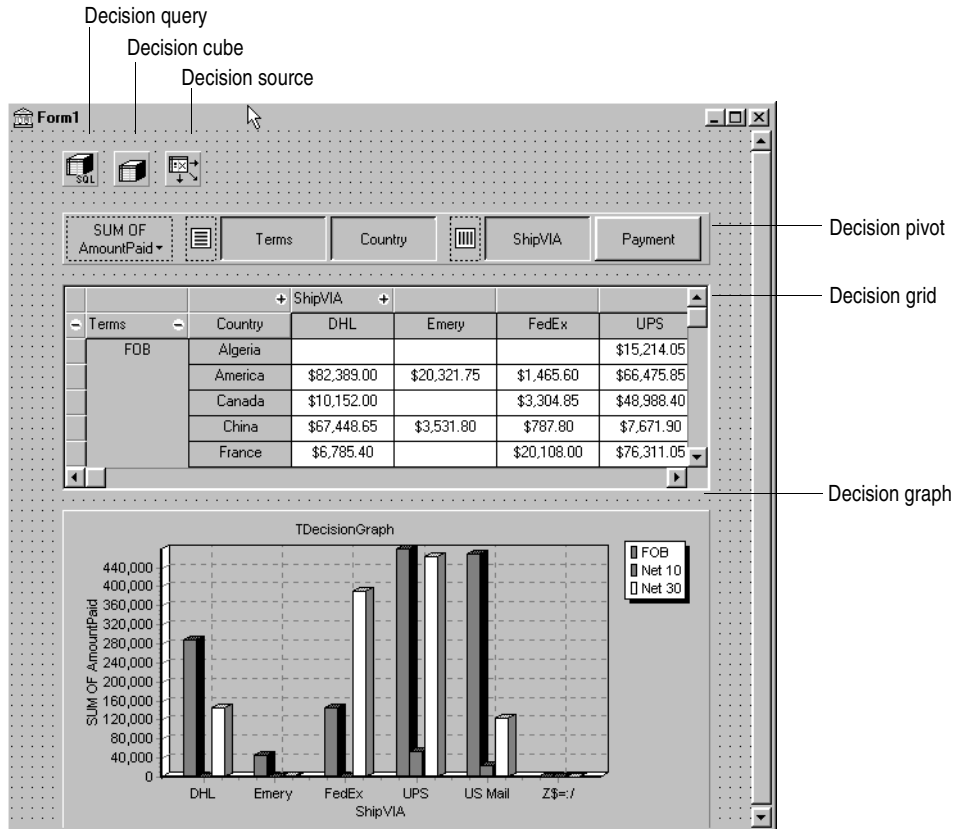 Decision query
Decision cube
Decision source
Form1
SQL
SUM OF
AmountPaid
Terms
Country
ShipVIA
Payment
Decision pivot
Decision grid
ShipVIA
Terms Country DHL Emery FedEx UPS
FOB Algeria $15,214.05
America $82,389.00 $20,321.75 $1,465.60 $66,475.85
Canada $10,152.00 $3,304.85 $48,988.40
China $67,448.65 $3,531.80 $787.80 $7,671.90
France $6,785.40 $20,108.00 $76,311.05
Decision graph
TDecisionGraph
FOB
Net 10
Net 30
SUM OF AmountPaid
440,000
400,000
360,000
320,000
280,000
240,000
200,000
160,000
120,000
80,000
40,000
0
DHL Emery FedEx UPS US Mail Z$=:/
ShipVIA